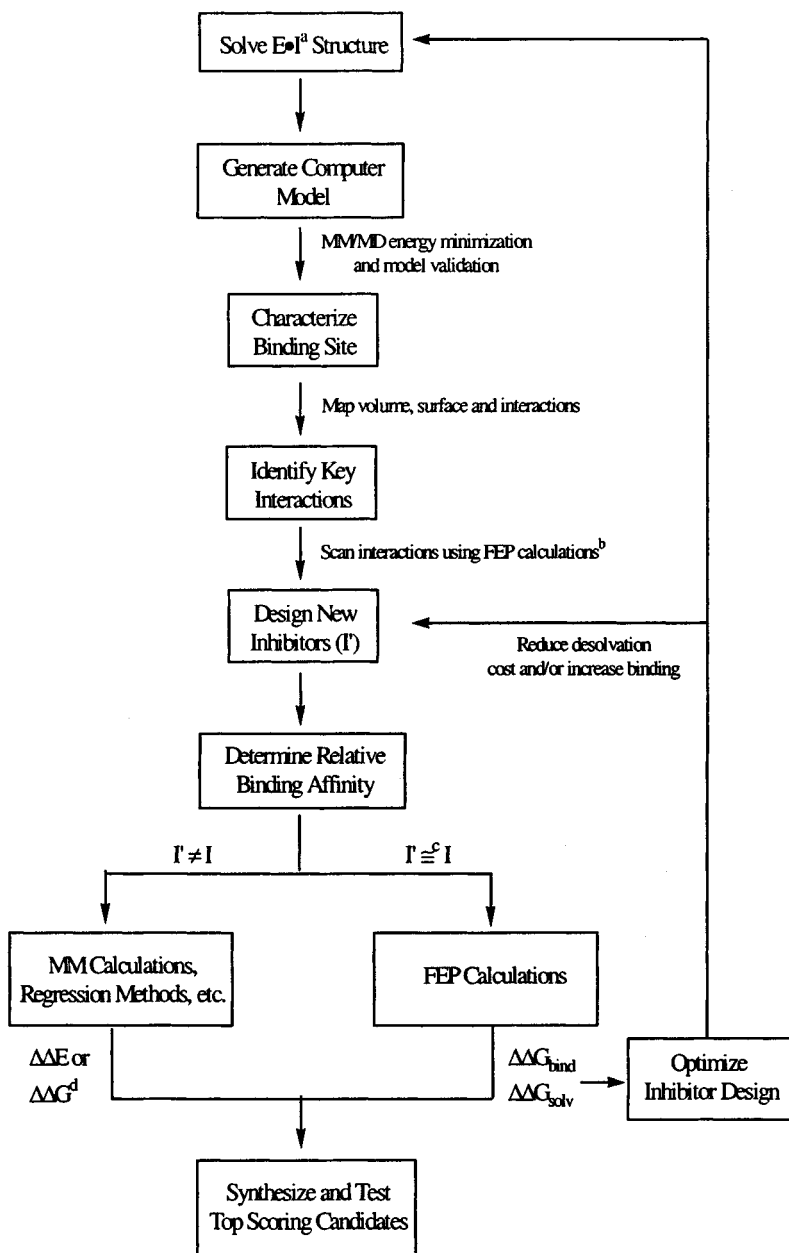 Solve E●Iᵃ Structure
Generate Computer
Model
MM/MD energy minimization
and model validation
Characterize
Binding Site
Map volume, surface and interactions
Identify Key
Interactions
Scan interactions using FEP calculationsᵇ
Design New
Inhibitors (I')
Reduce desolvation
cost and/or increase binding
Determine Relative
Binding Affinity
I' ≠ I
I' ≅ᶜ I
MM Calculations,
Regression Methods, etc.
FEP Calculations
ΔΔE or
ΔΔGᵈ
ΔΔG_bind
ΔΔG_solv
Optimize
Inhibitor Design
Synthesize and Test
Top Scoring Candidates